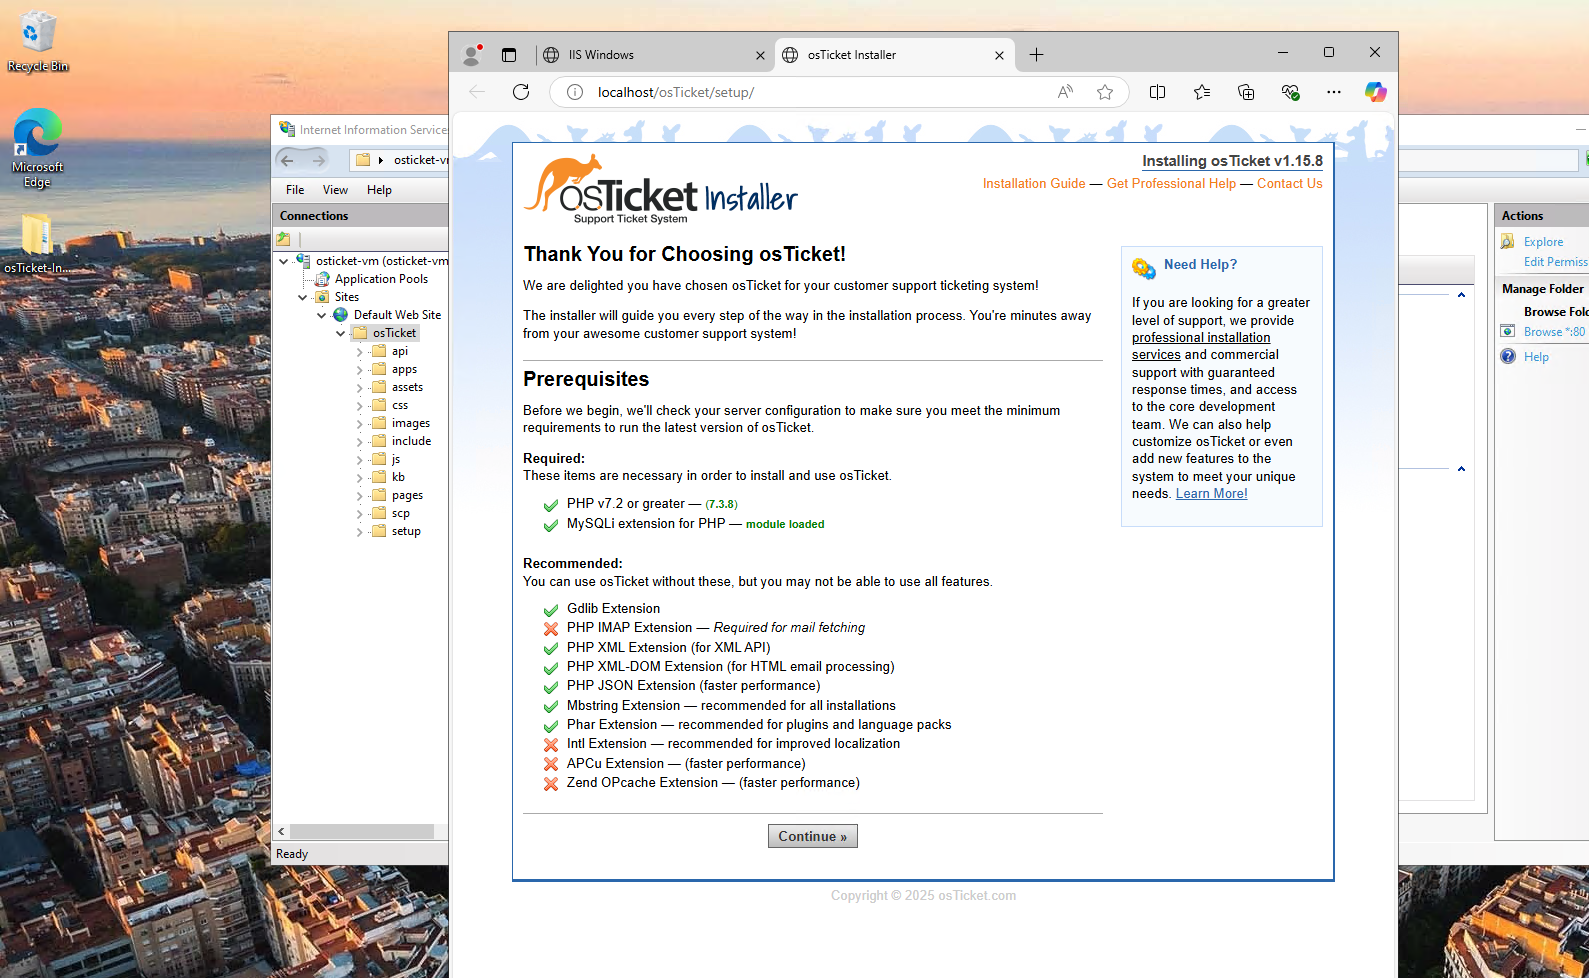 Recycle Bin
Microsoft
Edge
osTicket-In...
Internet Information Service
osticket-vm
File View Help
Connections
osticket-vm (osticket-vm
Application Pools
Sites
Default Web Site
osTicket
api
apps
assets
css
images
include
js
kb
pages
scp
setup
Ready
IIS Windows
osTicket Installer
localhost/osTicket/setup/
osTicket Installer
Support Ticket System
Installing osTicket v1.15.8
Installation Guide — Get Professional Help — Contact Us
Thank You for Choosing osTicket!
We are delighted you have chosen osTicket for your customer support ticketing system!
The installer will guide you every step of the way in the installation process. You're minutes away
from your awesome customer support system!
Prerequisites
Before we begin, we'll check your server configuration to make sure you meet the minimum
requirements to run the latest version of osTicket.
Required:
These items are necessary in order to install and use osTicket.
PHP v7.2 or greater — (7.3.8)
MySQLi extension for PHP — module loaded
Recommended:
You can use osTicket without these, but you may not be able to use all features.
Gdlib Extension
PHP IMAP Extension — Required for mail fetching
PHP XML Extension (for XML API)
PHP XML-DOM Extension (for HTML email processing)
PHP JSON Extension (faster performance)
Mbstring Extension — recommended for all installations
Phar Extension — recommended for plugins and language packs
Intl Extension — recommended for improved localization
APCu Extension — (faster performance)
Zend OPcache Extension — (faster performance)
Continue »
Need Help?
If you are looking for a greater
level of support, we provide
professional installation
services and commercial
support with guaranteed
response times, and access
to the core development
team. We can also help
customize osTicket or even
add new features to the
system to meet your unique
needs. Learn More!
Copyright © 2025 osTicket.com
Actions
Explore
Edit Permiss
Manage Folder
Browse Fold
Browse *:80
Help